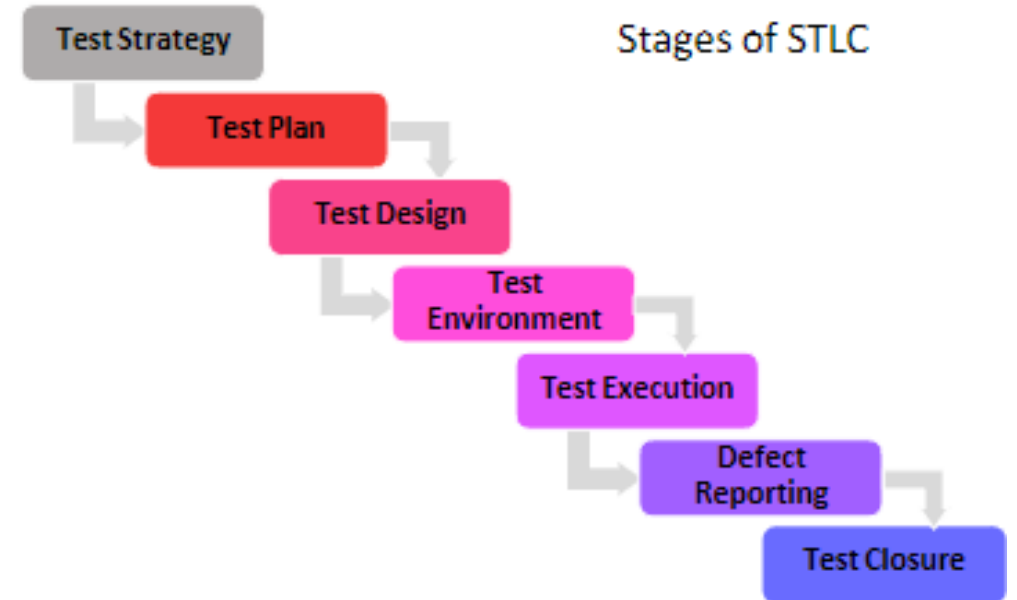 Test Strategy
Stages of STLC
Test Plan
Test Design
Test
Environment
Test Execution
Defect
Reporting
Test Closure